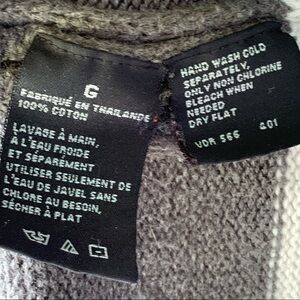 G
FABRIQUÉ EN THAILANDE
100% COTON
LAVAGE À MAIN,
À L'EAU FROIDE
ET SÉPARÉMENT
UTILISER SEULEMENT DE
L'EAU DE JAVEL SANS
CHLORE AU BESOIN,
SÉCHER À PLAT
HAND WASH COLD
SEPARATELY,
ONLY NON CHLORINE
BLEACH WHEN
NEEDED
DRY FLAT
VDR 566 401